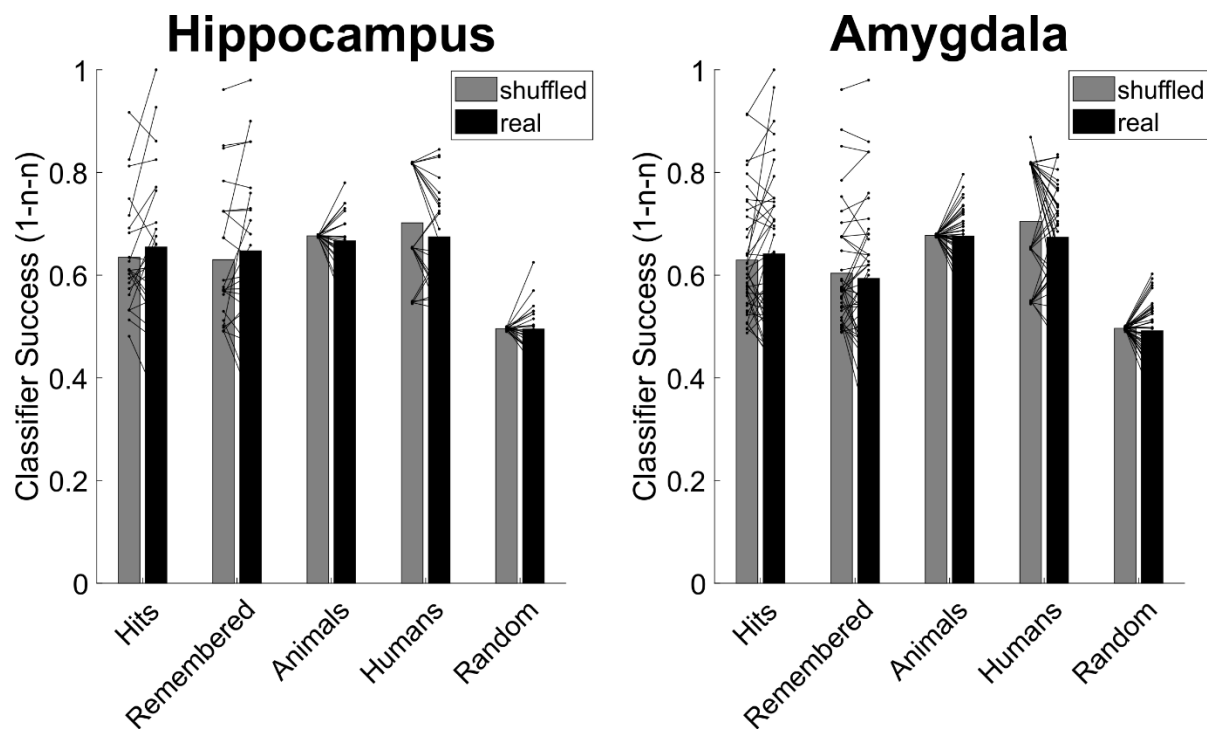 Hippocampus
Classifier Success (1-n-n)
1
0.8
0.6
0.4
0.2
0
shuffled
real
Hits
Remembered
Animals
Humans
Random
Amygdala
Classifier Success (1-n-n)
1
0.8
0.6
0.4
0.2
0
shuffled
real
Hits
Remembered
Animals
Humans
Random